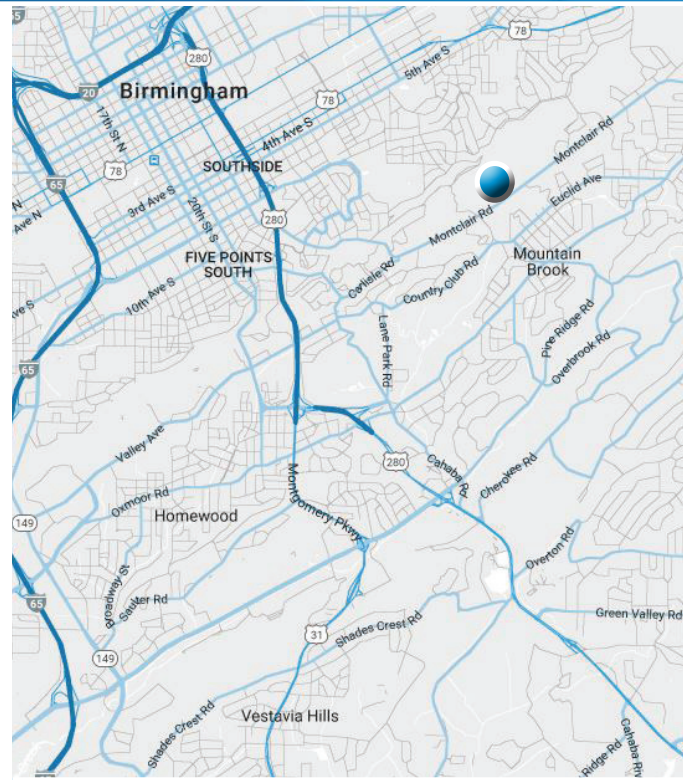 65
78
280
5th Ave S
20
Birmingham
78
17th St N
4th Ave S
Montclair Rd
78
SOUTHSIDE
65
3rd Ave S
Euclid Ave
N
Ave N
20th St S
280
Montclair Rd
FIVE POINTS
SOUTH
Mountain
Brook
Carlisle Rd
Country Club Rd
10th Ave S
ve S
Pine Ridge Rd
Lane Park Rd
Overbrook Rd
65
Valley Ave
280
Cahaba R
Cherokee Rd
Oxmoor Rd
Montgomery Pkwy
Homewood
149
Overton Rd
Broadway St
65
Saulter Rd
Green Valley Rd
31
Shades Crest Rd
149
Shades Crest Rd
Vestavia Hills
Cahaba Riv
Ridge Rd